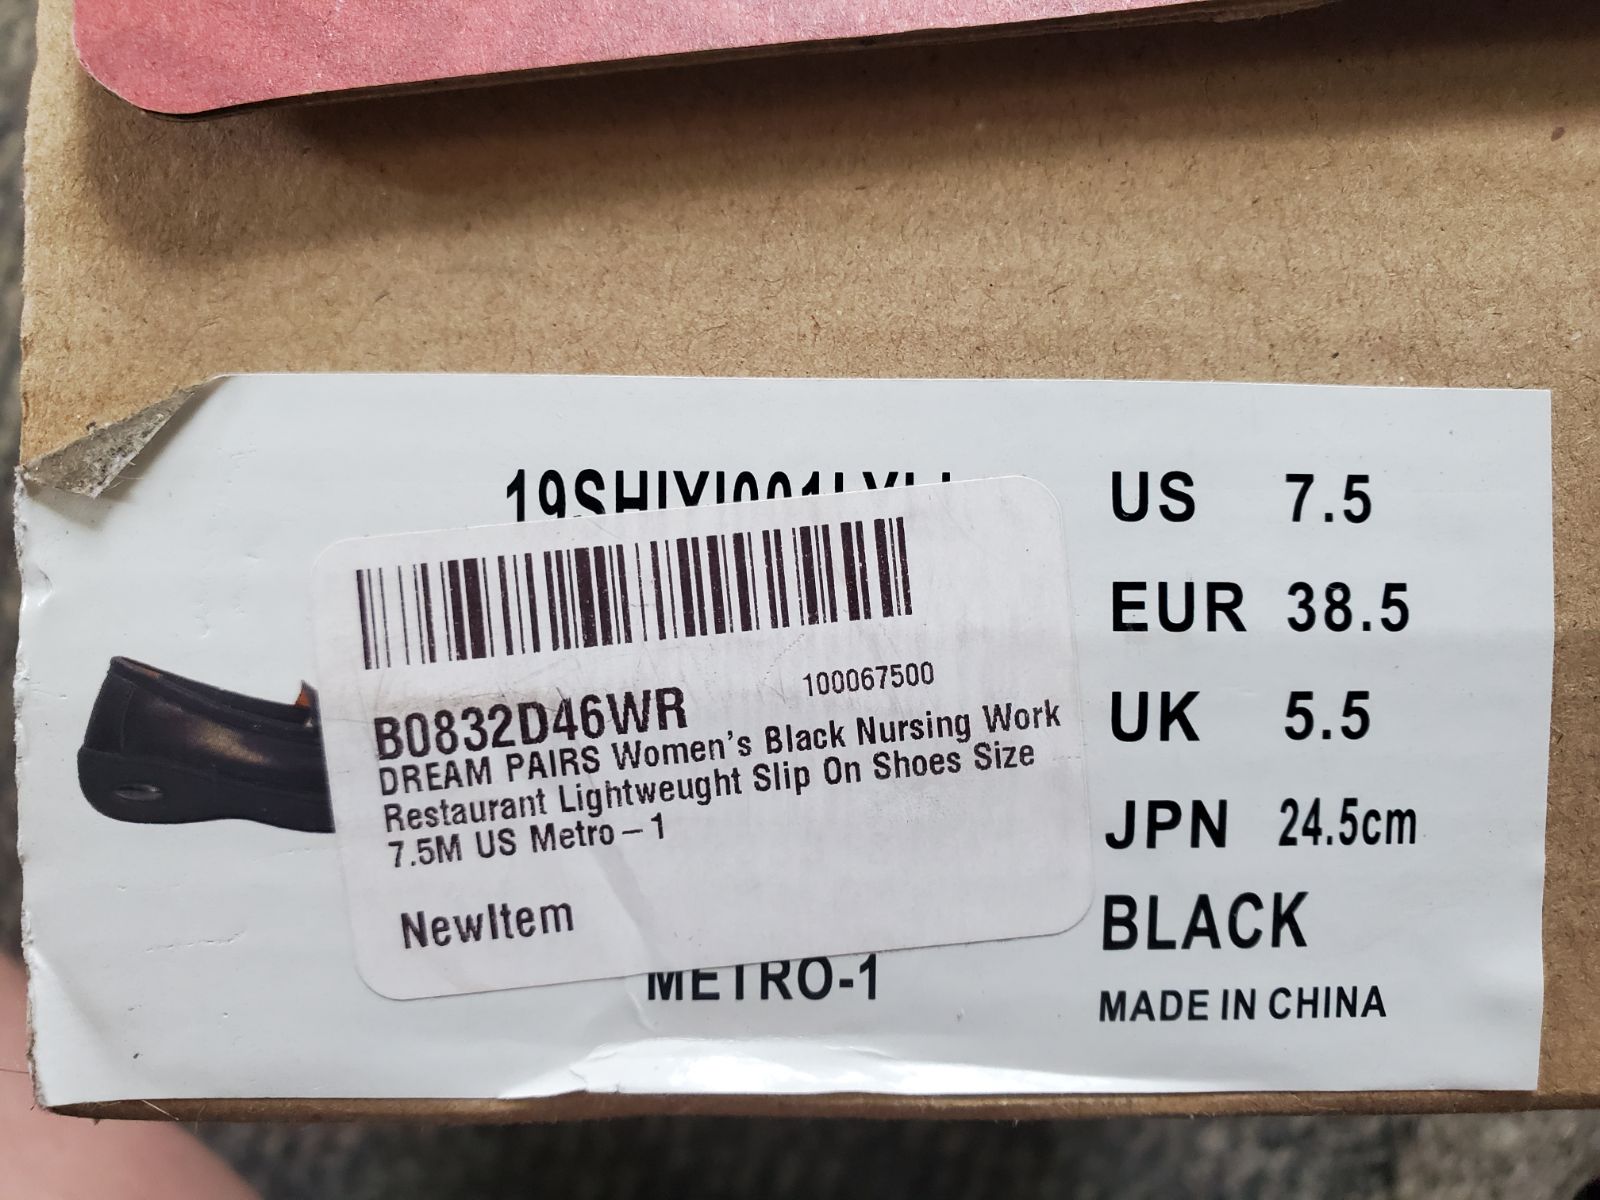 US 7.5
EUR 38.5
UK 5.5
JPN 24.5cm
BLACK
MADE IN CHINA
100067500
B0832D46WR
DREAM PAIRS Women's Black Nursing Work
Restaurant Lightweught Slip On Shoes Size
7.5M US Metro – 1
NewItem
METRO-1